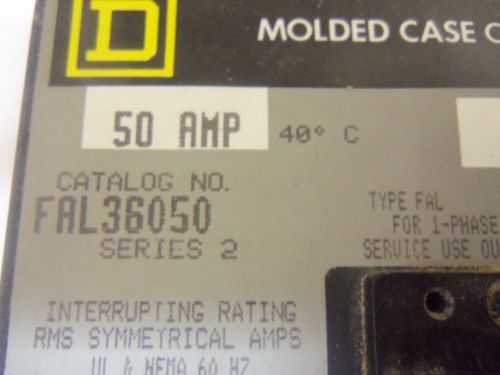 D
MOLDED CASE C
50 AMP
40° C
CATALOG NO.
FAL36050
SERIES 2
TYPE FAL
FOR 1-PHASE
SERVICE USE OU
INTERRUPTING RATING
RMS SYMMETRICAL AMPS
UL & NEMA 60 HZ